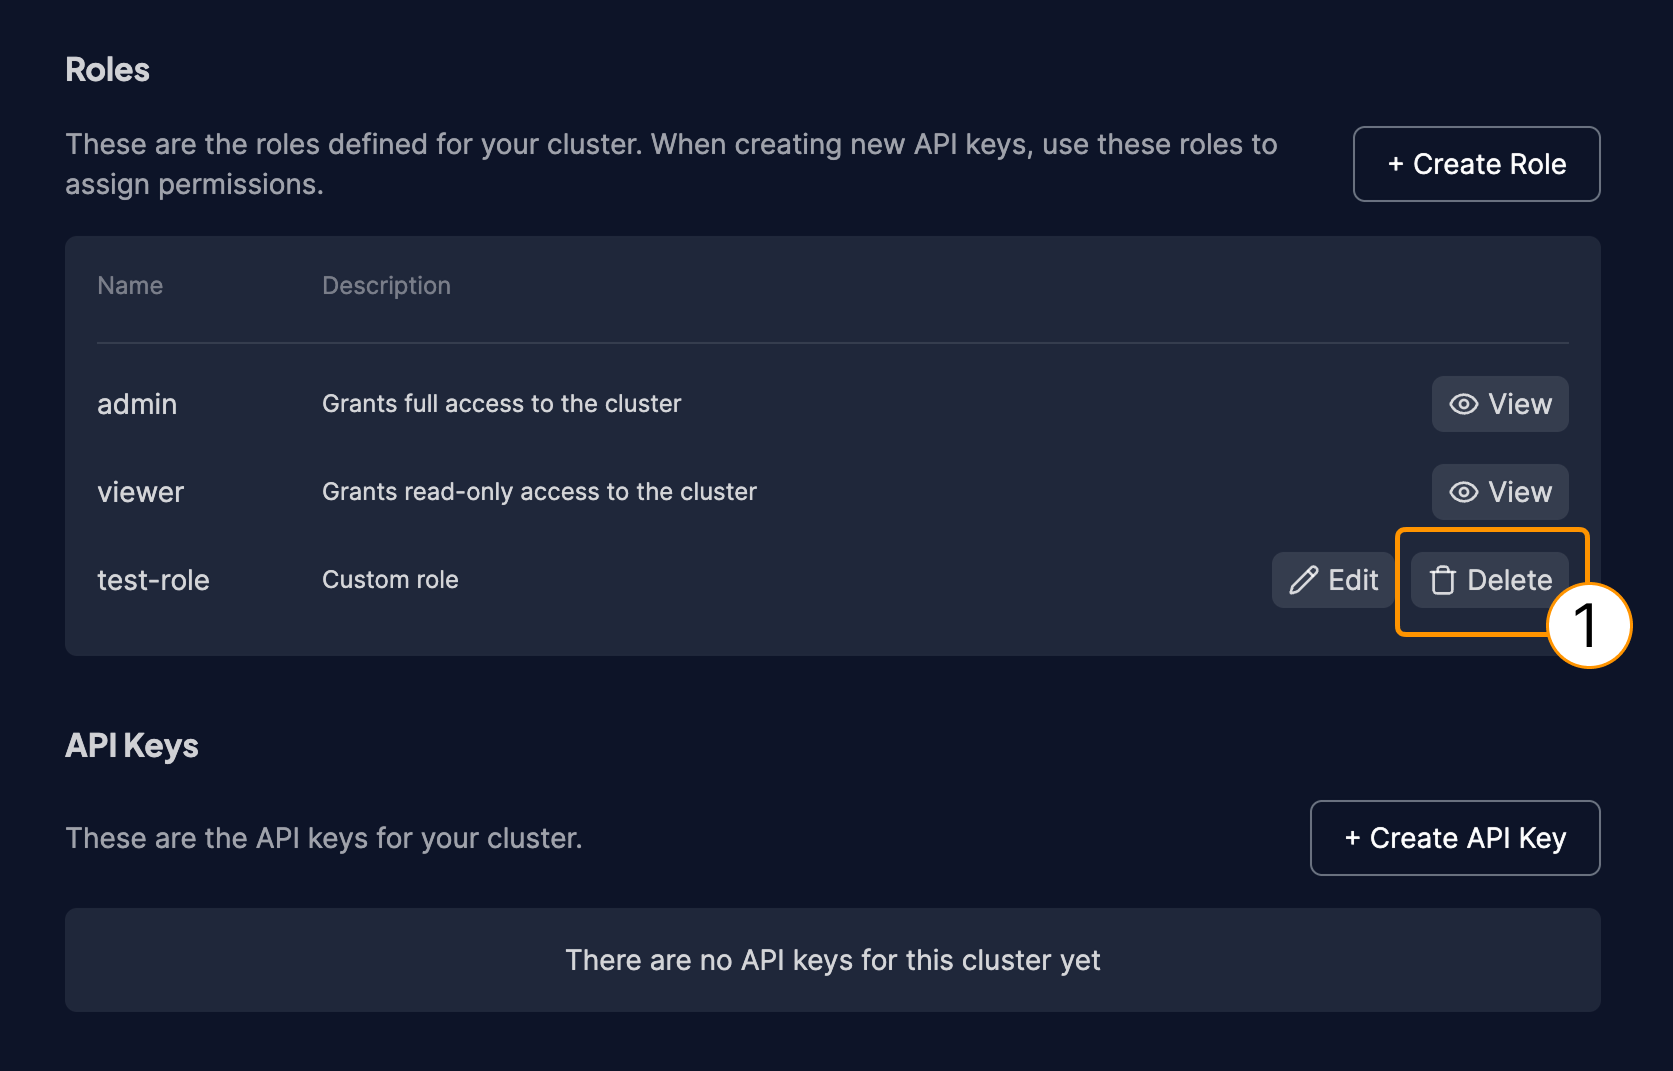 Roles
These are the roles defined for your cluster. When creating new API keys, use these roles to
assign permissions.
+ Create Role
Name Description
admin Grants full access to the cluster View
viewer Grants read-only access to the cluster View
test-role Custom role Edit Delete
1
API Keys
These are the API keys for your cluster.
+ Create API Key
There are no API keys for this cluster yet